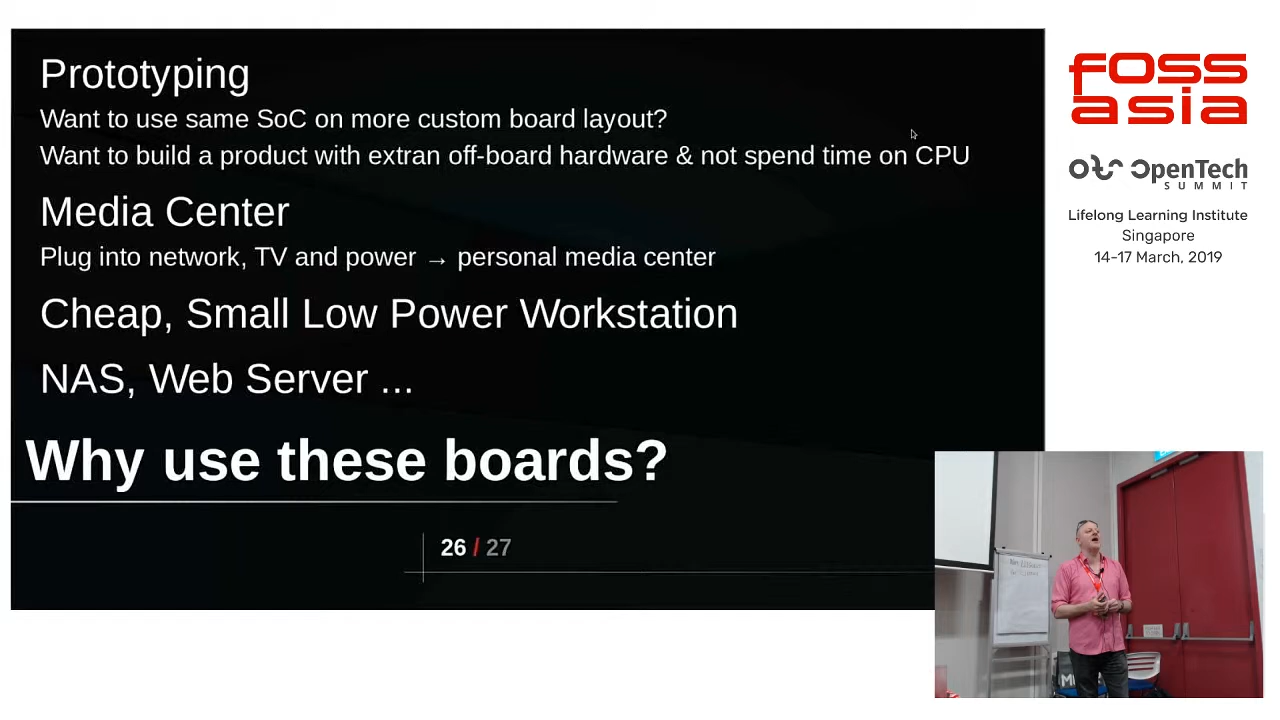 Prototyping
Want to use same SoC on more custom board layout?
Want to build a product with extran off-board hardware & not spend time on CPU
Media Center
Plug into network, TV and power → personal media center
Cheap, Small Low Power Workstation
NAS, Web Server ...
Why use these boards?
26 / 27
foss
asia
OpenTech
SUMMIT
Lifelong Learning Institute
Singapore
14-17 March, 2019